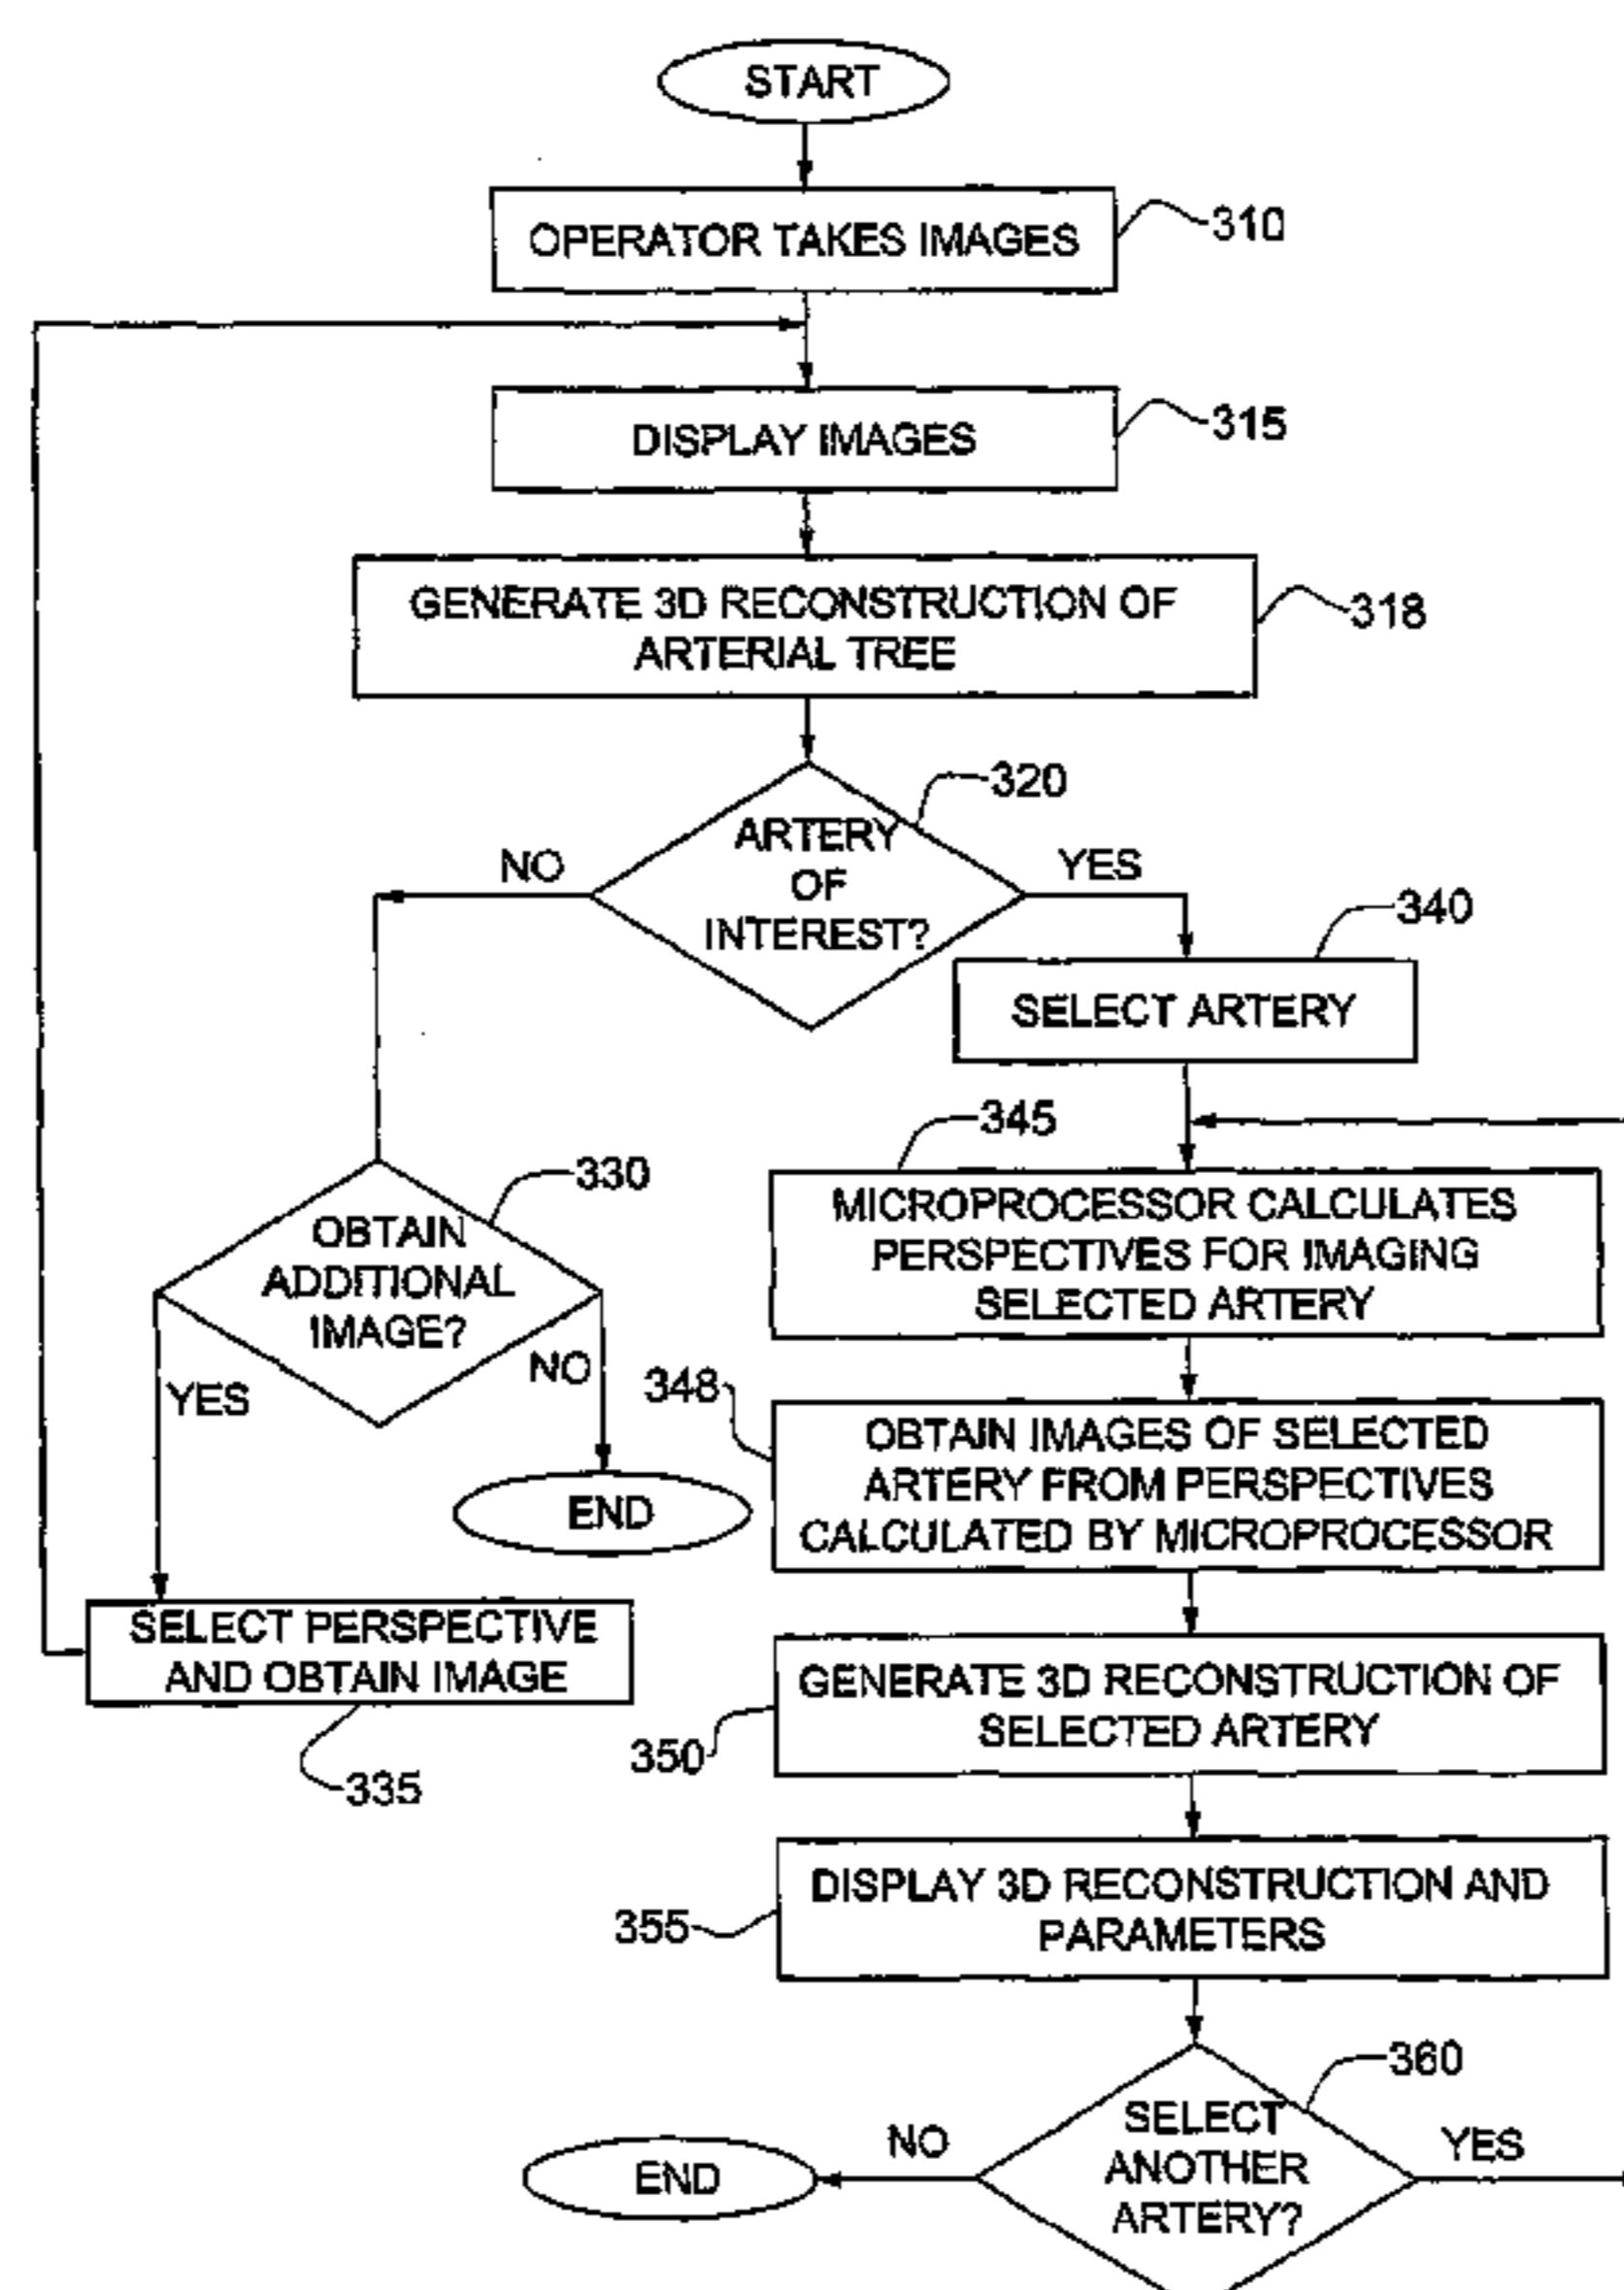 START
OPERATOR TAKES IMAGES
310
DISPLAY IMAGES
315
GENERATE 3D RECONSTRUCTION OF
ARTERIAL TREE
318
320
ARTERY
OF
INTEREST?
NO
YES
340
SELECT ARTERY
345
MICROPROCESSOR CALCULATES
PERSPECTIVES FOR IMAGING
SELECTED ARTERY
330
OBTAIN
ADDITIONAL
IMAGE?
YES
NO
END
348
OBTAIN IMAGES OF SELECTED
ARTERY FROM PERSPECTIVES
CALCULATED BY MICROPROCESSOR
SELECT PERSPECTIVE
AND OBTAIN IMAGE
335
GENERATE 3D RECONSTRUCTION OF
SELECTED ARTERY
350
DISPLAY 3D RECONSTRUCTION AND
PARAMETERS
355
360
SELECT
ANOTHER
ARTERY?
NO
YES
END